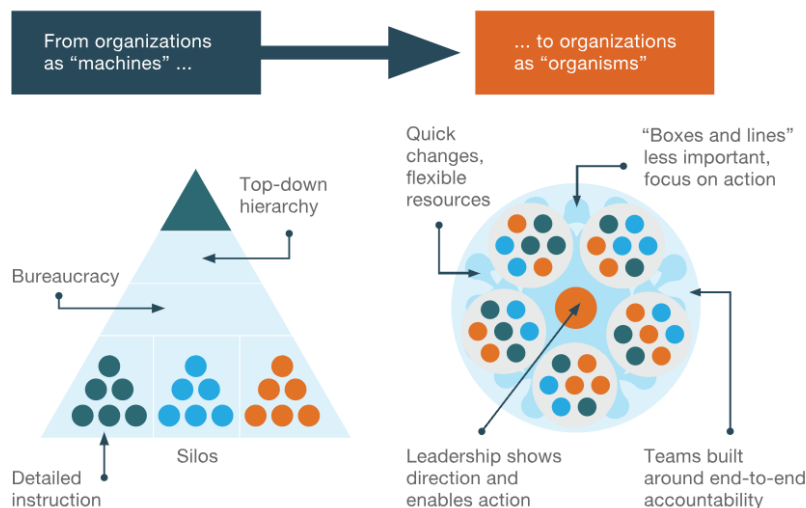 From organizations
as “machines” ...
... to organizations
as “organisms”
Top-down
hierarchy
Bureaucracy
Silos
Detailed
instruction
Quick
changes,
flexible
resources
“Boxes and lines”
less important,
focus on action
Leadership shows
direction and
enables action
Teams built
around end-to-end
accountability